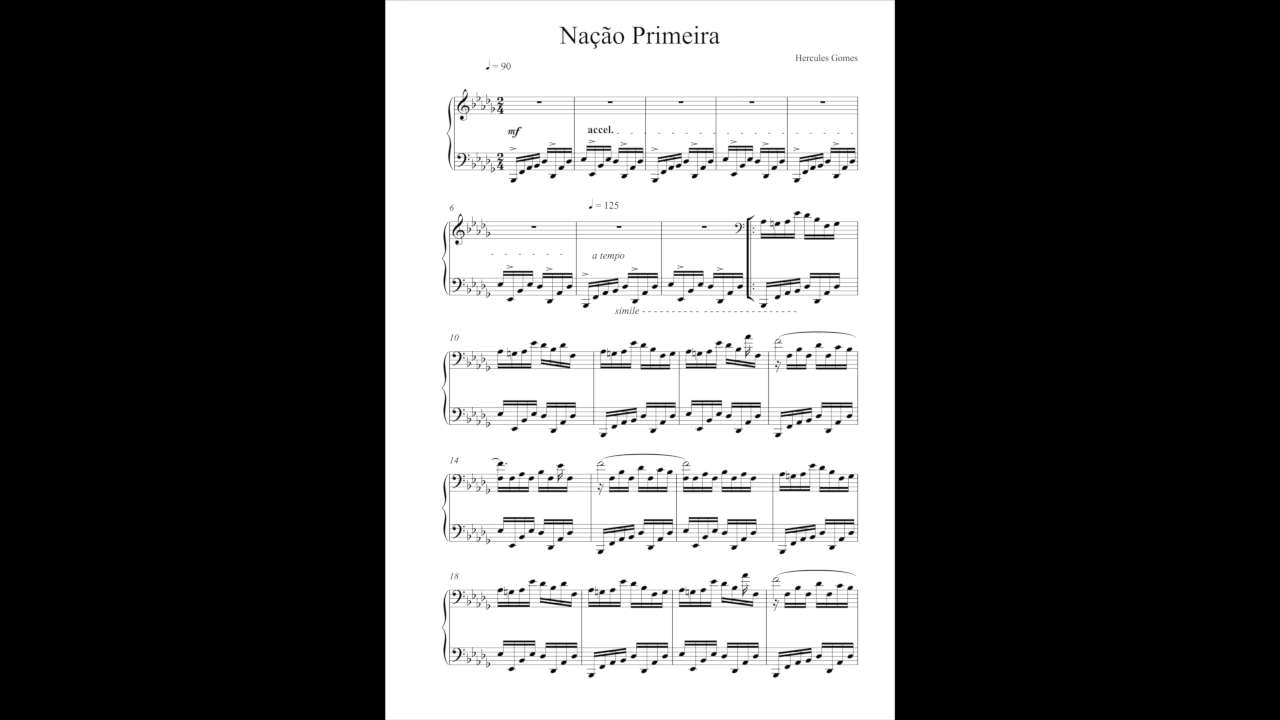 Nação Primeira
Hercules Gomes
♩ = 90
mf
accel.
6
♩ = 125
a tempo
simile
10
14
18